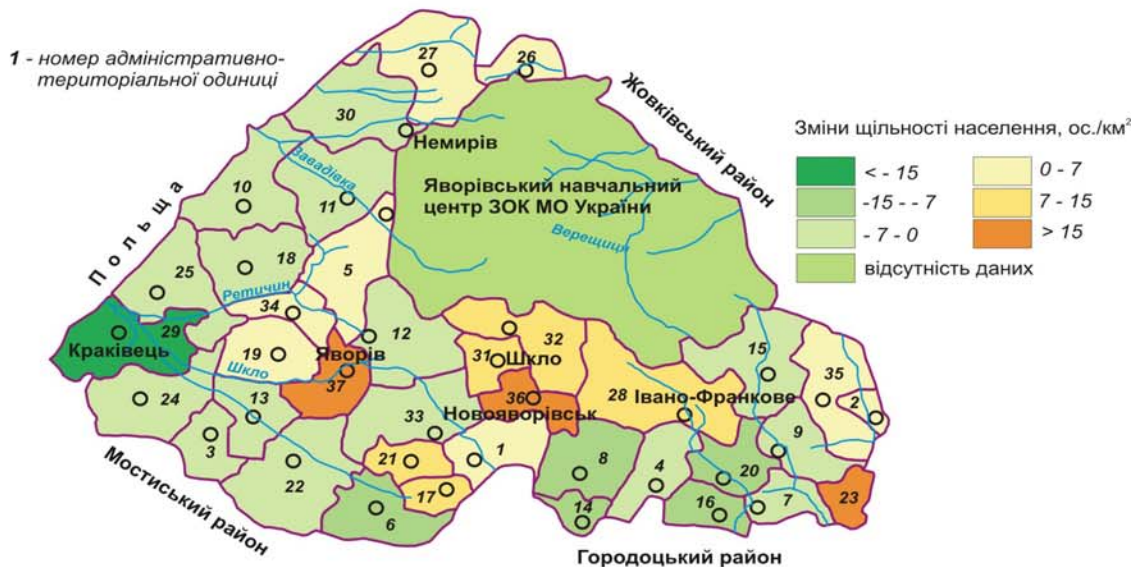 1 - номер адміністративно-
територіальної одиниці
27
26
30
Немирів
Жовківський район
Зміни щільності населення, ос./км²
< - 15
0 - 7
-15 - - 7
7 - 15
- 7 - 0
> 15
відсутність даних
Завадівка
Яворівський навчальний
центр ЗОК МО України
10
11
Верещиця
Польща
18
5
25
Ретичин
34
29
12
32
15
Краківець
19
Яворів
31
Шкло
35
Шкло
37
28
Івано-Франкове
2
24
13
36
Новояворівськ
33
9
3
21
1
8
4
20
22
17
23
Мостиський район
6
14
16
7
Городоцький район